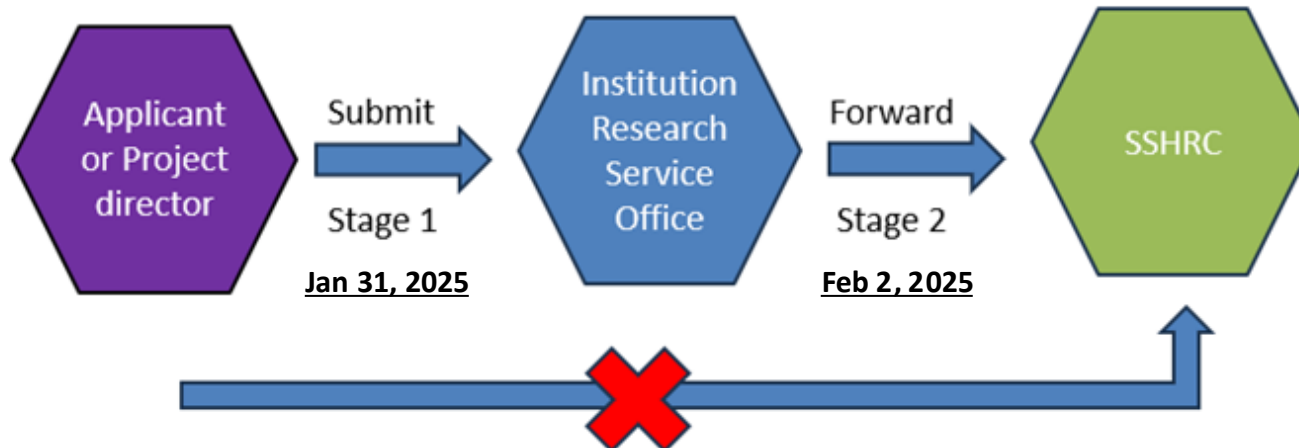 Applicant
or Project
director
Submit
Stage 1
Jan 31, 2025
Institution
Research
Service
Office
Forward
Stage 2
Feb 2, 2025
SSHRC